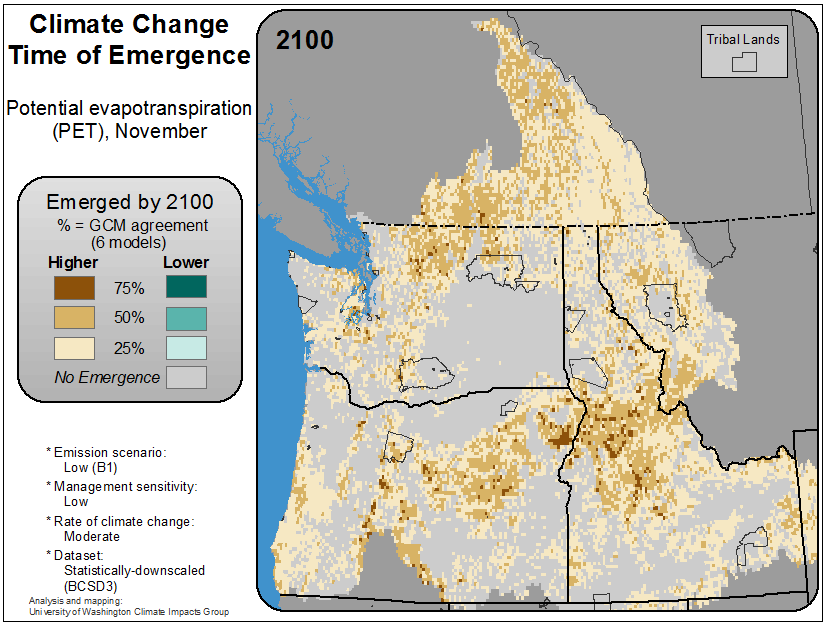 Climate Change
Time of Emergence
Potential evapotranspiration
(PET), November
Emerged by 2100
% = GCM agreement
(6 models)
Higher Lower
75%
50%
25%
No Emergence
* Emission scenario:
Low (B1)
* Management sensitivity:
Low
* Rate of climate change:
Moderate
* Dataset:
Statistically-downscaled
(BCSD3)
Analysis and mapping:
University of Washington Climate Impacts Group
2100
Tribal Lands